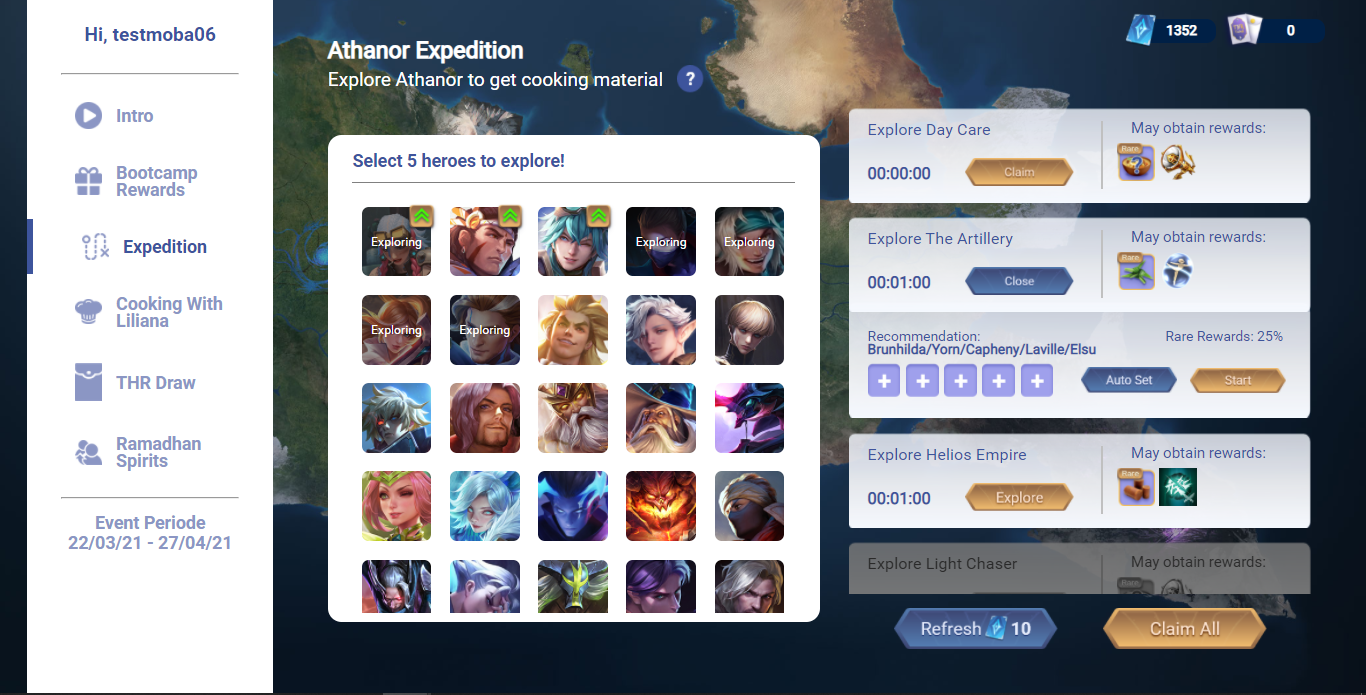 Hi, testmoba06
Intro
Bootcamp
Rewards
Expedition
Cooking With
Liliana
THR Draw
Ramadhan
Spirits
Event Periode
22/03/21 - 27/04/21
Athanor Expedition
Explore Athanor to get cooking material
?
1352
0
Select 5 heroes to explore!
Exploring
Exploring
Exploring
Exploring
Exploring
Explore Day Care
May obtain rewards:
00:00:00
Claim
Rare
Explore The Artillery
May obtain rewards:
00:01:00
Close
Rare
Recommendation:
Rare Rewards: 25%
Brunhilda/Yorn/Capheny/Laville/Elsu
Auto Set
Start
Explore Helios Empire
May obtain rewards:
00:01:00
Explore
Rare
Explore Light Chaser
May obtain rewards:
Rare
Refresh 10
Claim All